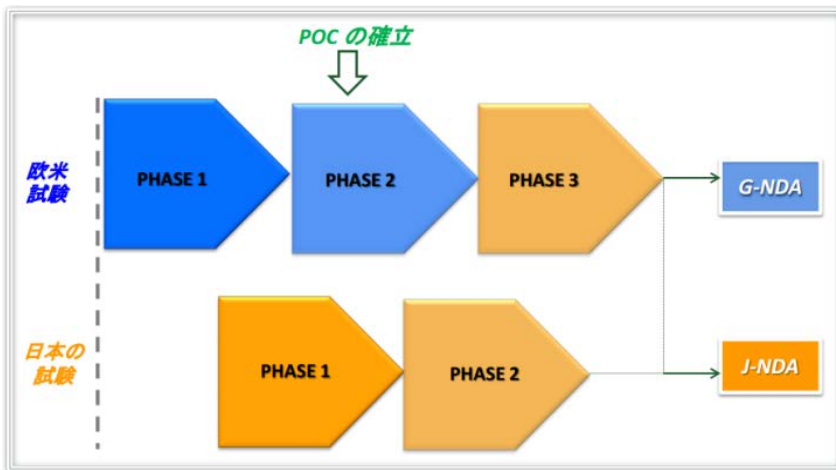 POC の確立
欧米
試験
PHASE 1
PHASE 2
PHASE 3
G-NDA
日本の
試験
PHASE 1
PHASE 2
J-NDA